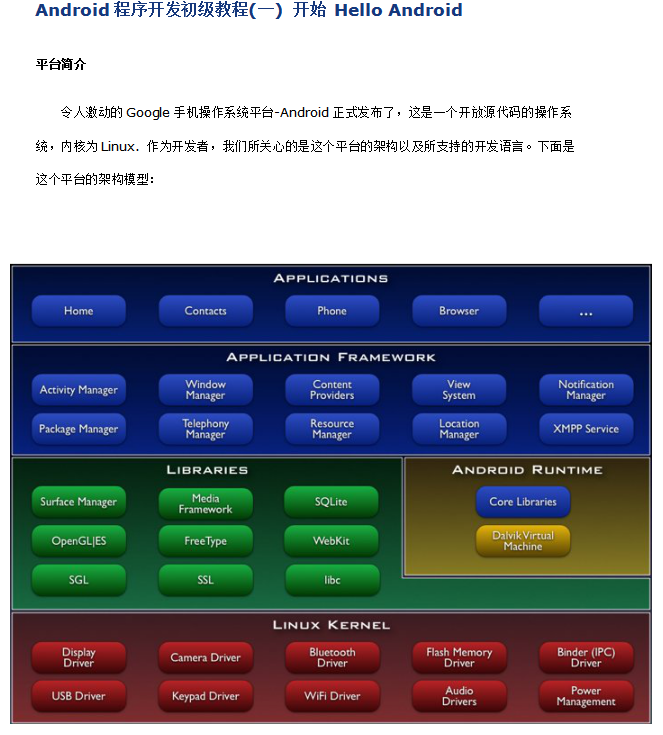 Android 程序开发初级教程(一) 开始 Hello Android
平台简介
令人激动的 Google 手机操作系统平台-Android 正式发布了，这是一个开放源代码的操作系
统，内核为 Linux. 作为开发者，我们所关心的是这个平台的架构以及所支持的开发语言。下面是
这个平台的架构模型：
APPLICATIONS
Home Contacts Phone Browser ...
APPLICATION FRAMEWORK
Activity Manager
Window
Manager
Content
Providers
View
System
Notification
Manager
Package Manager
Telephony
Manager
Resource
Manager
Location
Manager
XMPP Service
LIBRARIES
Surface Manager
Media
Framework
SQLite
OpenGL|ES FreeType WebKit
SGL SSL libc
ANDROID RUNTIME
Core Libraries
Dalvik Virtual
Machine
LINUX KERNEL
Display
Driver
Camera Driver
Bluetooth
Driver
Flash Memory
Driver
Binder (IPC)
Driver
USB Driver
Keypad Driver
WiFi Driver
Audio
Drivers
Power
Management